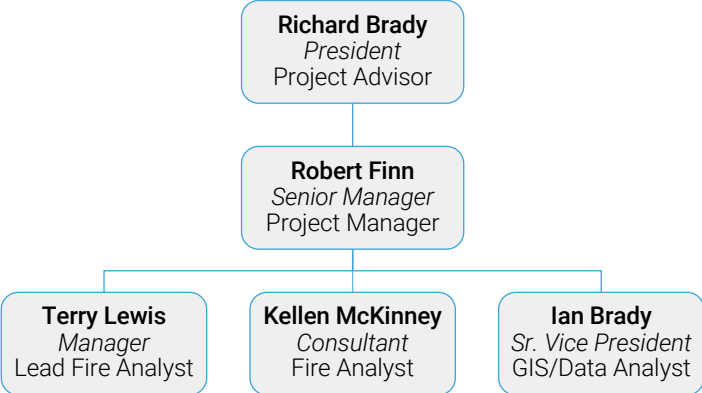 Richard Brady
President
Project Advisor
Robert Finn
Senior Manager
Project Manager
Terry Lewis
Manager
Lead Fire Analyst
Kellen McKinney
Consultant
Fire Analyst
Ian Brady
Sr. Vice President
GIS/Data Analyst